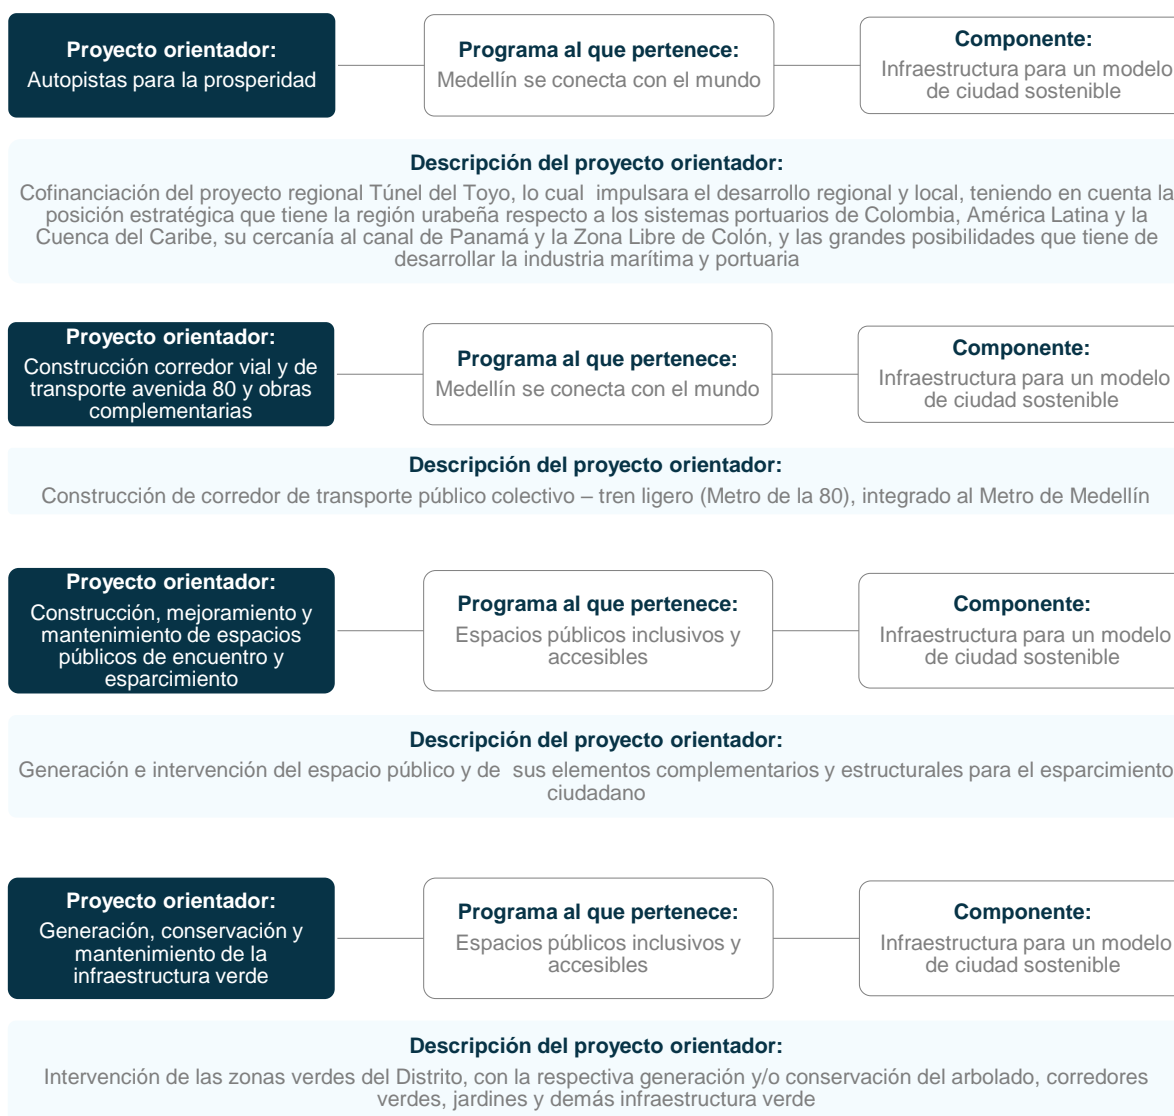 Proyecto orientador:
Autopistas para la prosperidad
Programa al que pertenece:
Medellín se conecta con el mundo
Componente:
Infraestructura para un modelo
de ciudad sostenible
Descripción del proyecto orientador:
Cofinanciación del proyecto regional Túnel del Toyo, lo cual impulsara el desarrollo regional y local, teniendo en cuenta la
posición estratégica que tiene la región urabeña respecto a los sistemas portuarios de Colombia, América Latina y la
Cuenca del Caribe, su cercanía al canal de Panamá y la Zona Libre de Colón, y las grandes posibilidades que tiene de
desarrollar la industria marítima y portuaria
Proyecto orientador:
Construcción corredor vial y de
transporte avenida 80 y obras
complementarias
Programa al que pertenece:
Medellín se conecta con el mundo
Componente:
Infraestructura para un modelo
de ciudad sostenible
Descripción del proyecto orientador:
Construcción de corredor de transporte público colectivo – tren ligero (Metro de la 80), integrado al Metro de Medellín
Proyecto orientador:
Construcción, mejoramiento y
mantenimiento de espacios
públicos de encuentro y
esparcimiento
Programa al que pertenece:
Espacios públicos inclusivos y
accesibles
Componente:
Infraestructura para un modelo
de ciudad sostenible
Descripción del proyecto orientador:
Generación e intervención del espacio público y de sus elementos complementarios y estructurales para el esparcimiento
ciudadano
Proyecto orientador:
Generación, conservación y
mantenimiento de la
infraestructura verde
Programa al que pertenece:
Espacios públicos inclusivos y
accesibles
Componente:
Infraestructura para un modelo
de ciudad sostenible
Descripción del proyecto orientador:
Intervención de las zonas verdes del Distrito, con la respectiva generación y/o conservación del arbolado, corredores
verdes, jardines y demás infraestructura verde